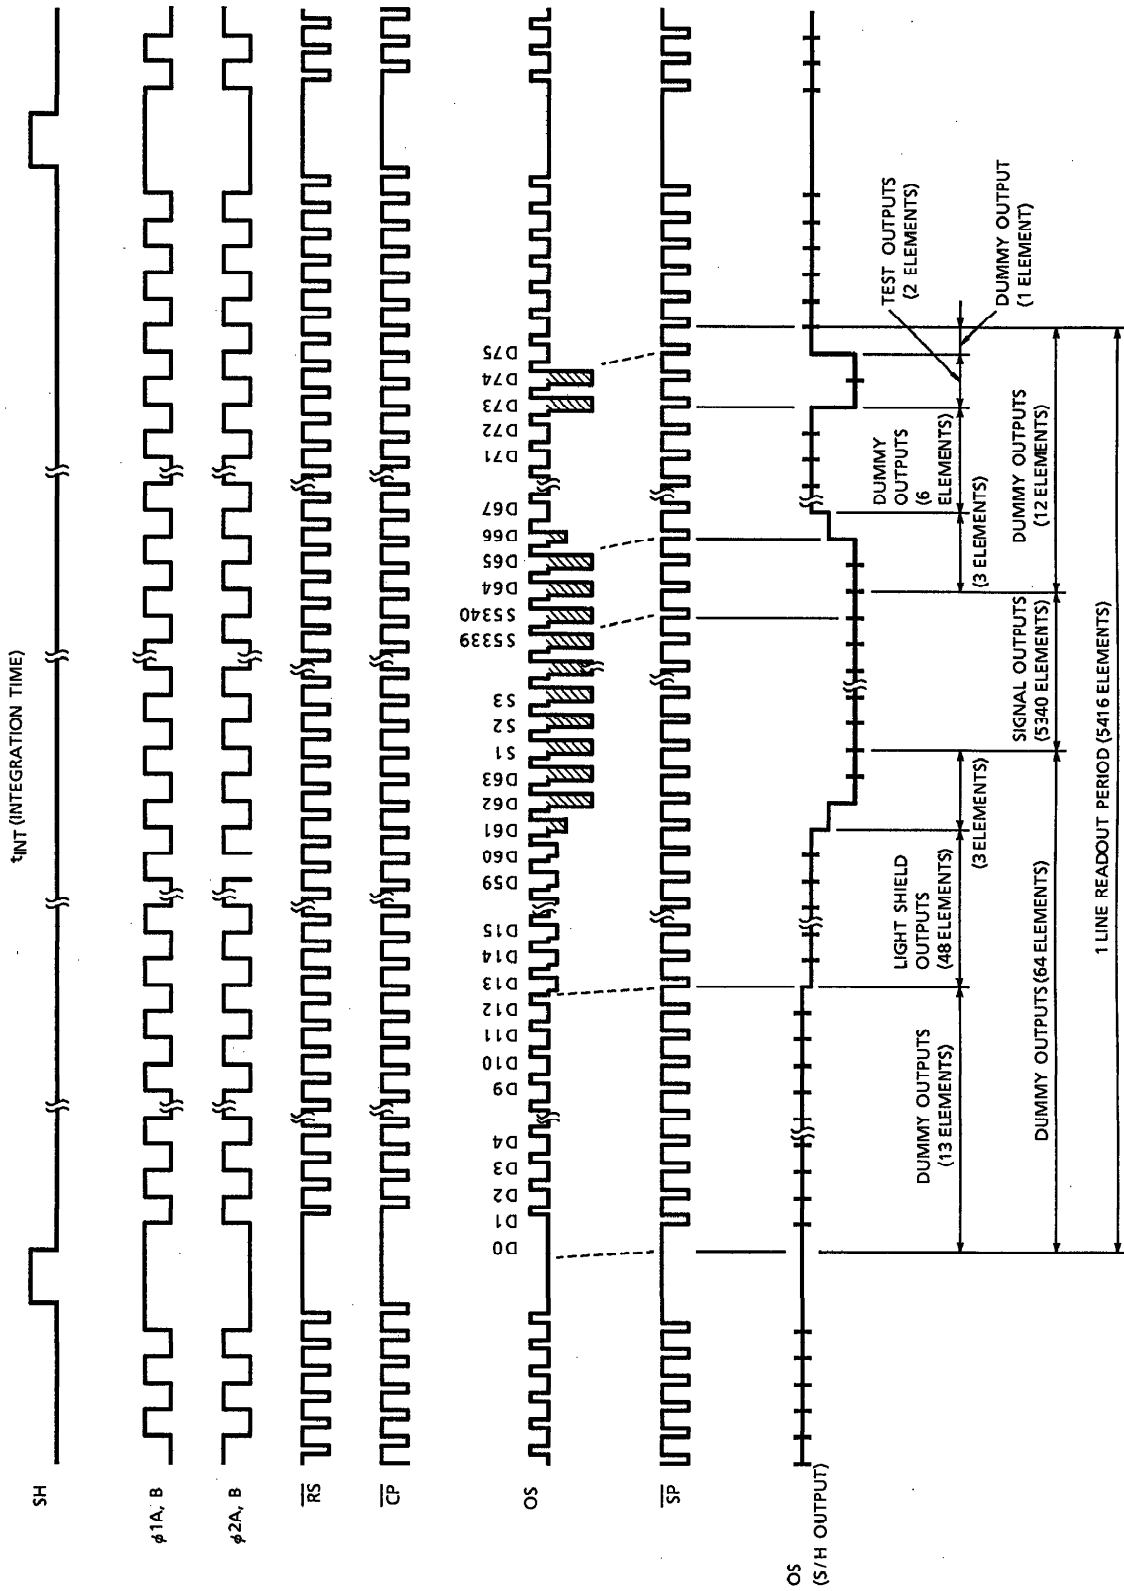 tINT (INTEGRATION TIME)
SH
φ1A, B
φ2A, B
RS
CP
OS
D0
D1
D2
D3
D4
D9
D10
D11
D12
D13
D14
D15
D59
D60
D61
D62
D63
S1
S2
S3
S5339
S5340
D64
D65
D66
D67
D71
D72
D73
D74
D75
SP
OS
(S/H OUTPUT)
DUMMY OUTPUTS
(13 ELEMENTS)
LIGHT SHIELD
OUTPUTS
(48 ELEMENTS)
(3 ELEMENTS)
DUMMY OUTPUTS (64 ELEMENTS)
SIGNAL OUTPUTS
(5340 ELEMENTS)
(3 ELEMENTS)
DUMMY
OUTPUTS
(6
ELEMENTS)
TEST OUTPUTS
(2 ELEMENTS)
DUMMY OUTPUT
(1 ELEMENT)
DUMMY OUTPUTS
(12 ELEMENTS)
1 LINE READOUT PERIOD (5416 ELEMENTS)